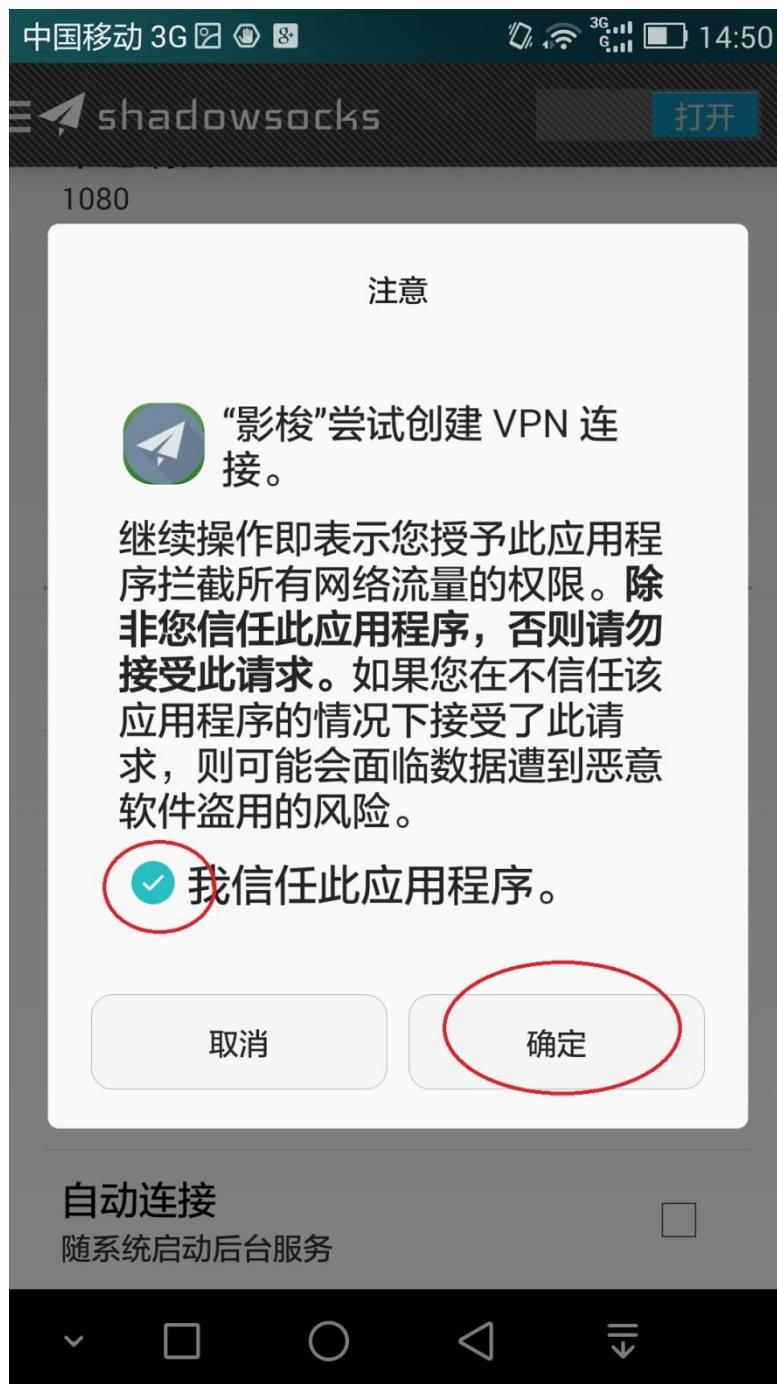 中国移动 3G
3G
G
14:50
shadowsocks
打开
1080
注意
“影梭”尝试创建 VPN 连
接。
继续操作即表示您授予此应用程
序拦截所有网络流量的权限。除
非您信任此应用程序，否则请勿
接受此请求。如果您在不信任该
应用程序的情况下接受了此请
求，则可能会面临数据遭到恶意
软件盗用的风险。
我信任此应用程序。
取消
确定
自动连接
随系统启动后台服务